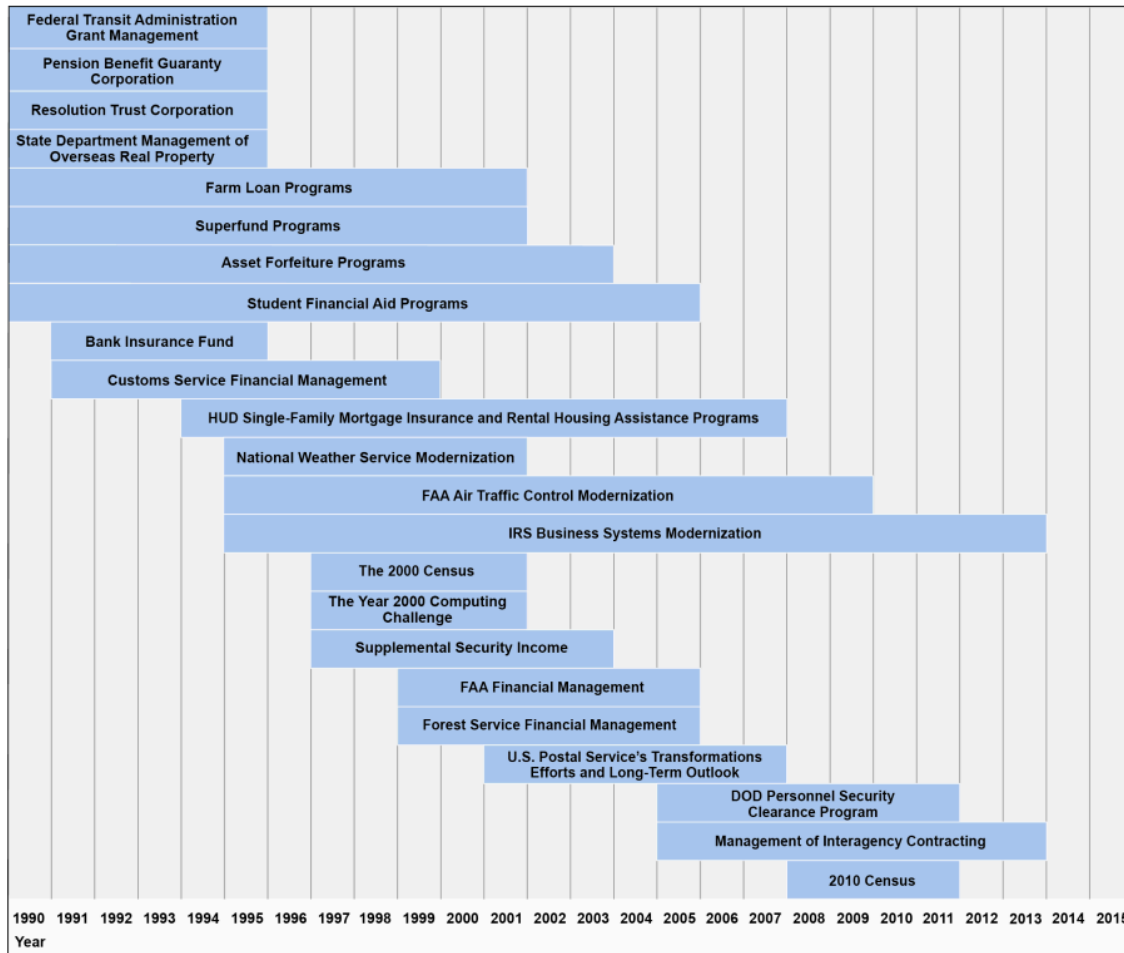 Federal Transit Administration
Grant Management
Pension Benefit Guaranty
Corporation
Resolution Trust Corporation
State Department Management of
Overseas Real Property
Farm Loan Programs
Superfund Programs
Asset Forfeiture Programs
Student Financial Aid Programs
Bank Insurance Fund
Customs Service Financial Management
HUD Single-Family Mortgage Insurance and Rental Housing Assistance Programs
National Weather Service Modernization
FAA Air Traffic Control Modernization
IRS Business Systems Modernization
The 2000 Census
The Year 2000 Computing
Challenge
Supplemental Security Income
FAA Financial Management
Forest Service Financial Management
U.S. Postal Service's Transformations
Efforts and Long-Term Outlook
DOD Personnel Security
Clearance Program
Management of Interagency Contracting
2010 Census
1990 1991 1992 1993 1994 1995 1996 1997 1998 1999 2000 2001 2002 2003 2004 2005 2006 2007 2008 2009 2010 2011 2012 2013 2014 2015
Year